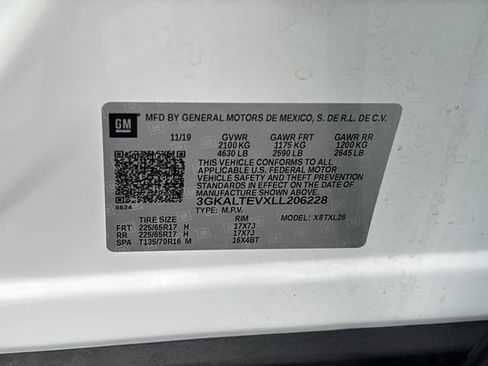 GM
MFD BY GENERAL MOTORS DE MEXICO, S. DE R.L. DE C.V.
11/19 GVWR GAWR FRT GAWR RR
2100 KG 1175 KG 1200 KG
4630 LB 2590 LB 2645 LB
THIS VEHICLE CONFORMS TO ALL
APPLICABLE U.S. FEDERAL MOTOR
VEHICLE SAFETY, BUMPER, AND THEFT
PREVENTION STANDARDS IN EFFECT ON
THE DATE OF MANUFACTURE
SHOWN ABOVE.
3GKALTEVXLL206228
0624
TYPE: M.P.V. MODEL: X8TXL26
TIRE SIZE RIM
FRT 225/65R17 H 17X7J
RR 225/65R17 H 17X7J
SPA T135/70R16 M 16X4BT